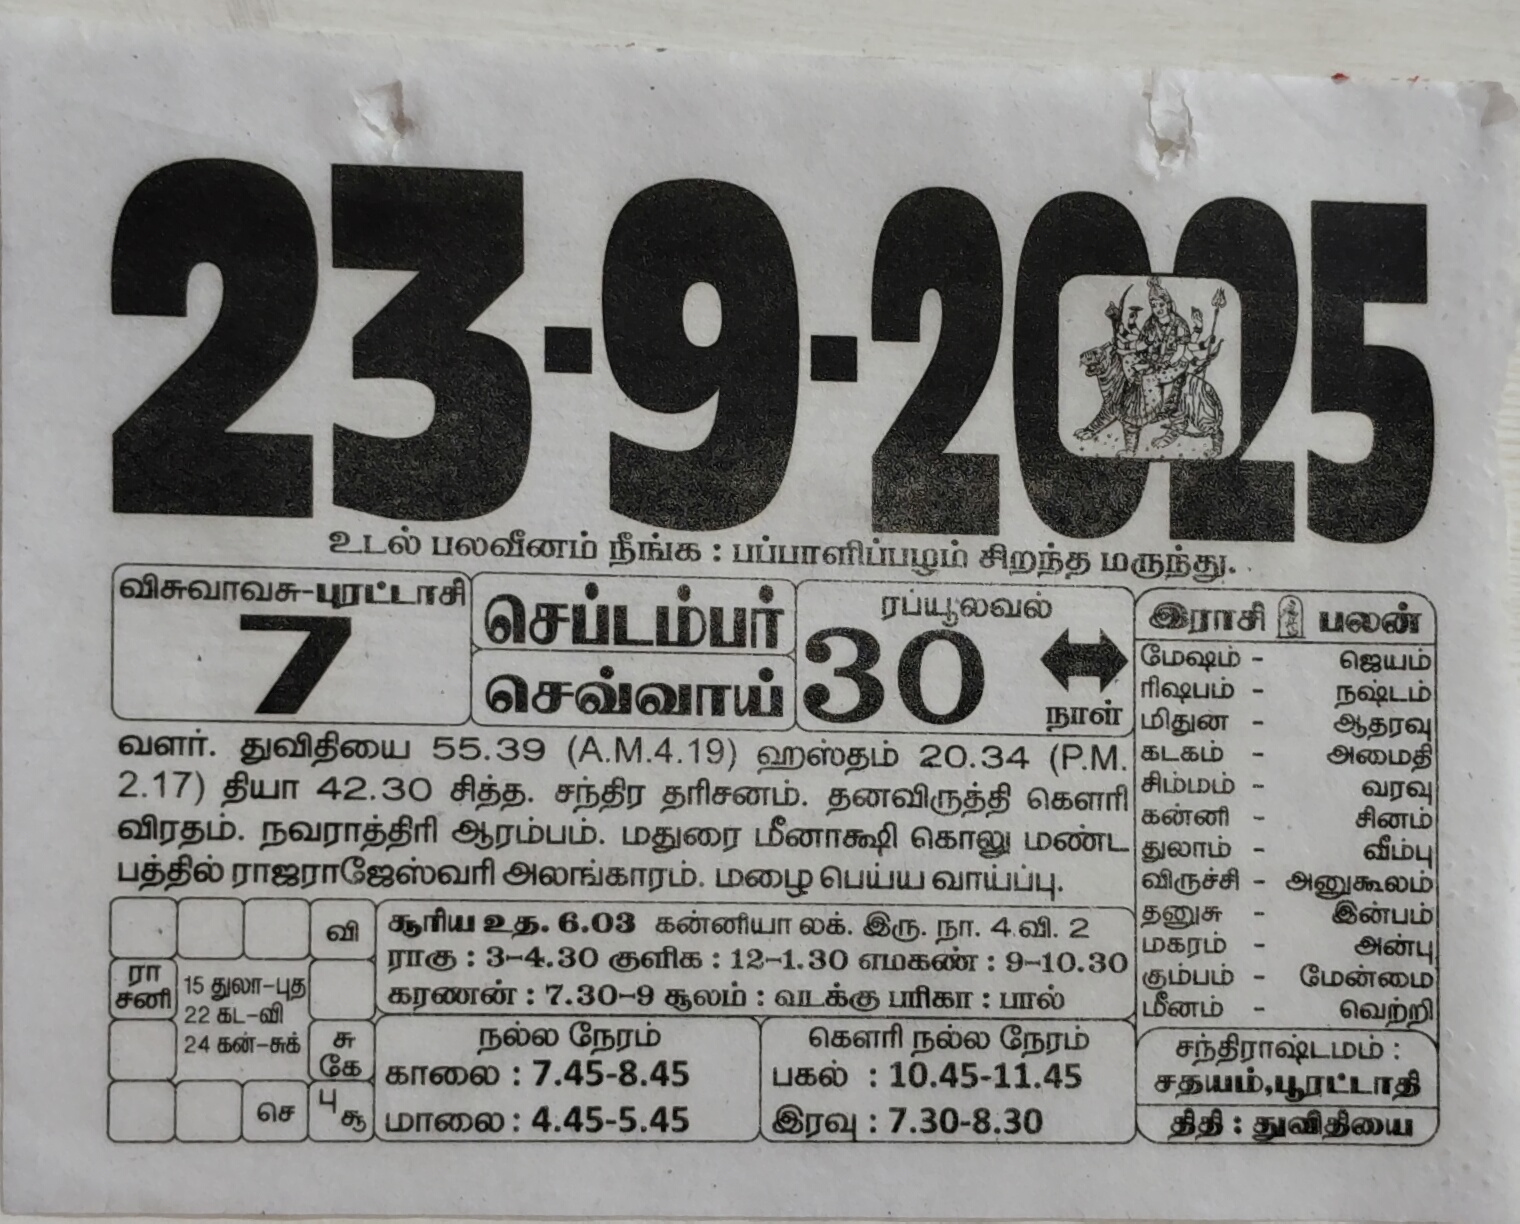 23-9-2025
உடல் பலவீனம் நீங்க : பப்பாளிப்பழம் சிறந்த மருந்து.
விசுவாவசு-புரட்டாசி
7
செப்டம்பர்
செவ்வாய்
ரப்யூலவல்
30
நாள்
வளர். துவிதியை 55.39 (A.M.4.19) ஹஸ்தம் 20.34 (P.M.
2.17) தியா 42.30 சித்த. சந்திர தரிசனம். தனவிருத்தி கௌரி
விரதம். நவராத்திரி ஆரம்பம். மதுரை மீனாக்ஷி கொலு மண்ட
பத்தில் ராஜராஜேஸ்வரி அலங்காரம். மழை பெய்ய வாய்ப்பு.
இராசி பலன்
மேஷம் - ஜெயம்
ரிஷபம் - நஷ்டம்
மிதுன - ஆதரவு
கடகம் - அமைதி
சிம்மம் - வரவு
கன்னி - சினம்
துலாம் - வீம்பு
விருச்சி - அனுகூலம்
தனுசு - இன்பம்
மகரம் - அன்பு
கும்பம் - மேன்மை
மீனம் - வெற்றி
சந்திராஷ்டமம் :
சதயம்,பூரட்டாதி
திதி : துவிதியை
வி
ரா
சனி
15 துலா-புத
22 கட-வி
24 கன்-சுக்
சு
கே
செ
பு
சூ
சூரிய உத. 6.03 கன்னியா லக். இரு. நா. 4 வி. 2
ராகு : 3-4.30 குளிக : 12-1.30 எமகண் : 9-10.30
கரணன் : 7.30-9 சூலம் : வடக்கு பரிகா : பால்
நல்ல நேரம்
காலை : 7.45-8.45
மாலை : 4.45-5.45
கௌரி நல்ல நேரம்
பகல் : 10.45-11.45
இரவு : 7.30-8.30